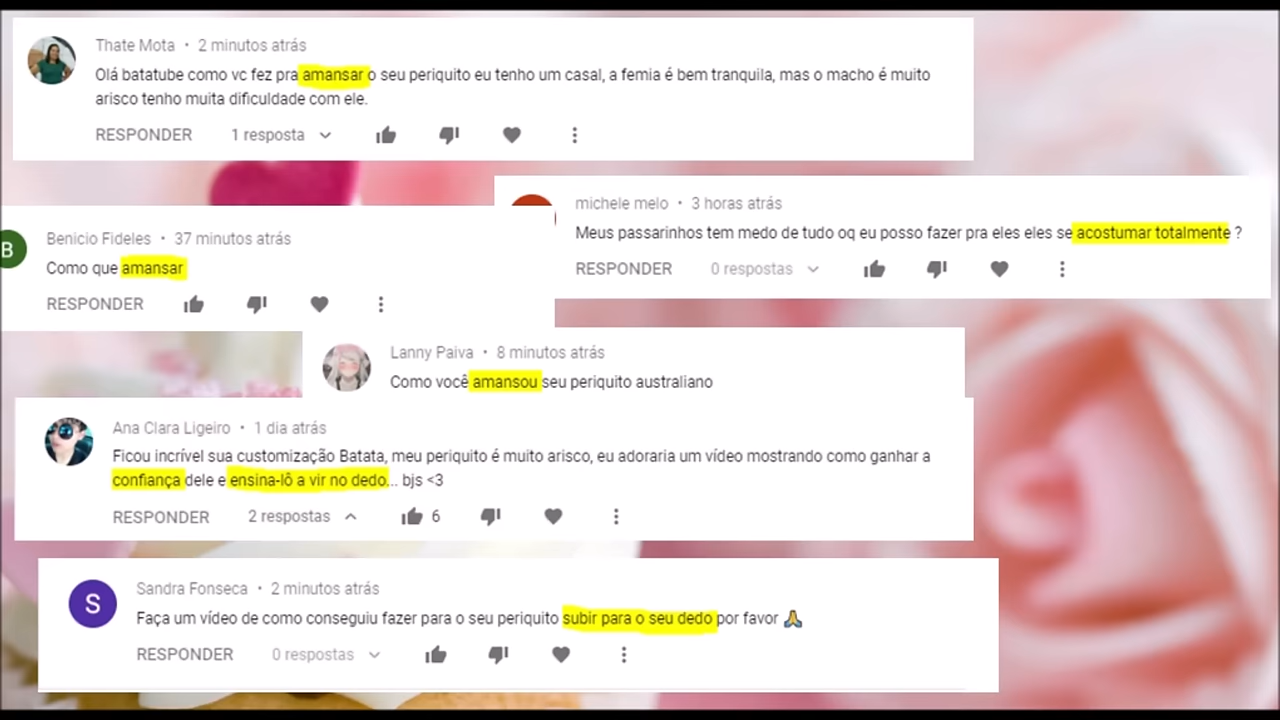 Thate Mota • 2 minutos atrás
Olá batatube como vc fez pra amansar o seu periquito eu tenho um casal, a femia é bem tranquila, mas o macho é muito
arisco tenho muita dificuldade com ele.
RESPONDER 1 resposta
michele melo • 3 horas atrás
Meus passarinhos tem medo de tudo oq eu posso fazer pra eles eles se acostumar totalmente ?
RESPONDER 0 respostas
B
Benicio Fideles • 37 minutos atrás
Como que amansar
RESPONDER
Lanny Paiva • 8 minutos atrás
Como você amansou seu periquito australiano
Ana Clara Ligeiro • 1 dia atrás
Ficou incrível sua customização Batata, meu periquito é muito arisco, eu adoraria um vídeo mostrando como ganhar a
confiança dele e ensina-lô a vir no dedo... bjs <3
RESPONDER 2 respostas 6
S
Sandra Fonseca • 2 minutos atrás
Faça um vídeo de como conseguiu fazer para o seu periquito subir para o seu dedo por favor 🙏
RESPONDER 0 respostas